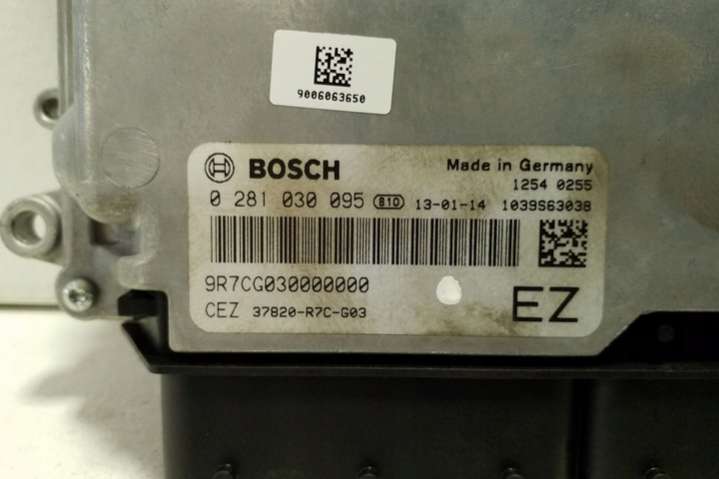 9006063650
BOSCH Made in Germany
1254 0255
0 281 030 095 810 13-01-14 1039S63038
9R7CG030000000
EZ
CEZ 37820-R7C-G03